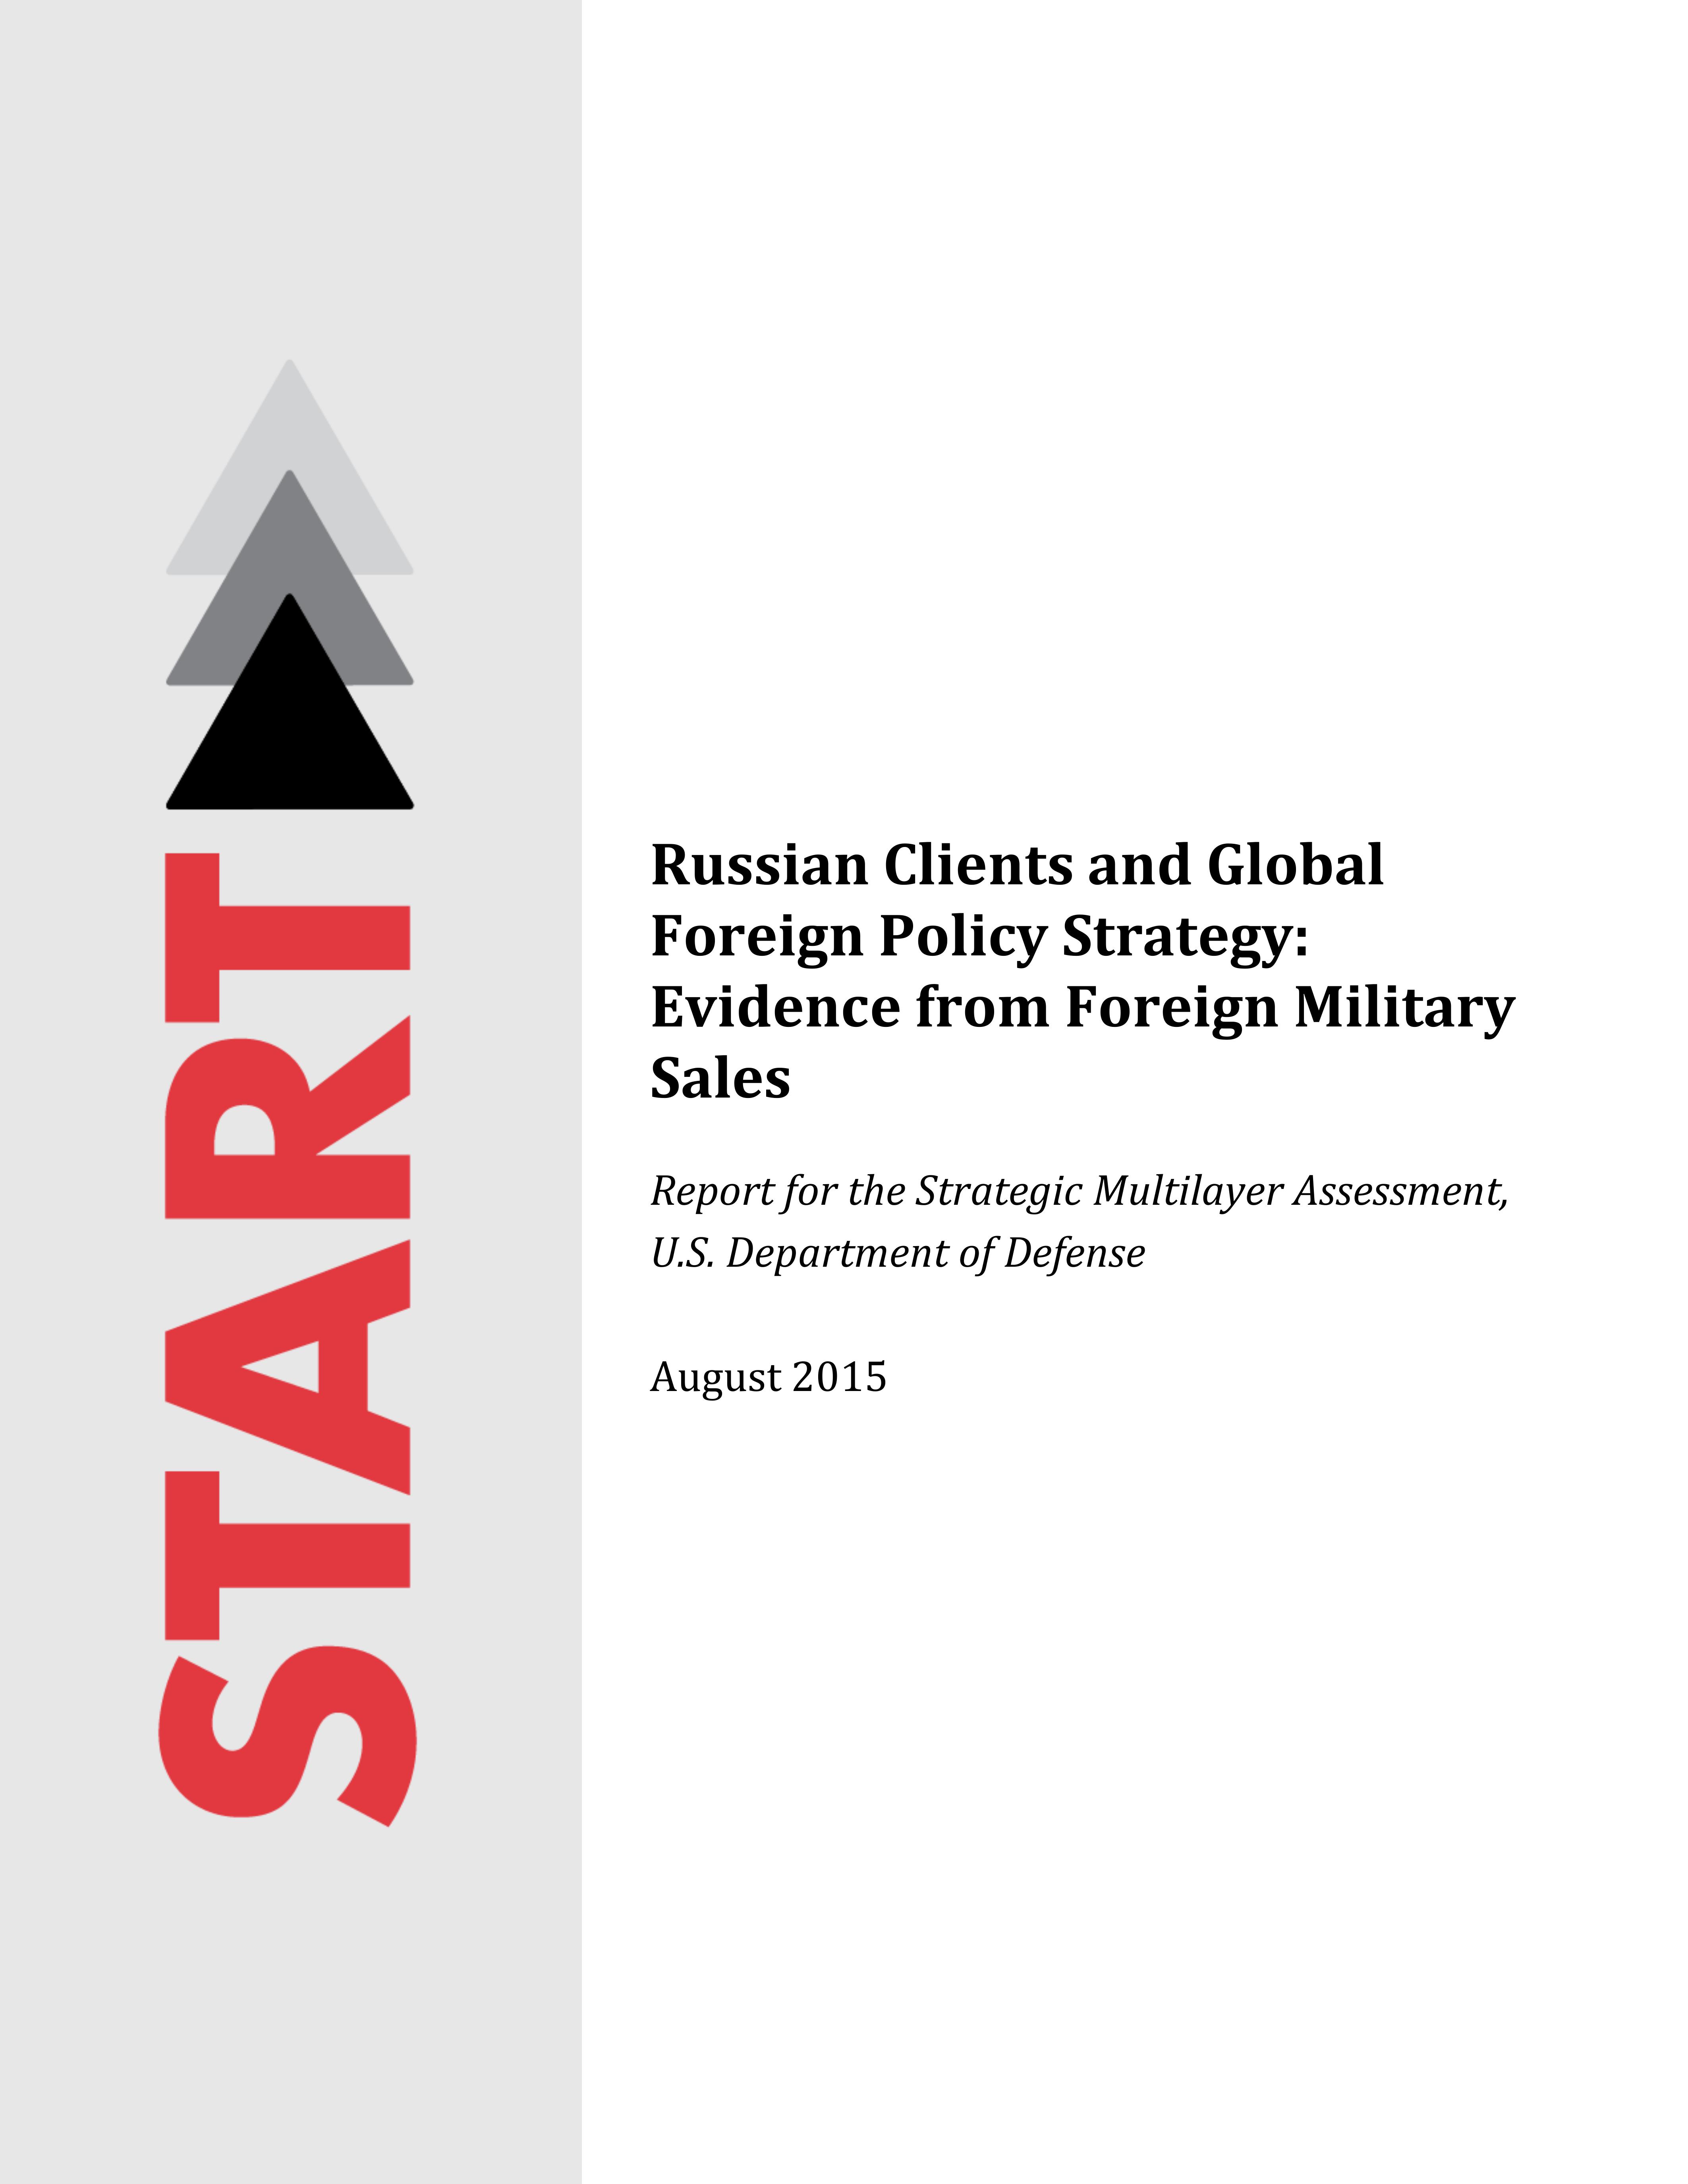 START
Russian Clients and Global
Foreign Policy Strategy:
Evidence from Foreign Military
Sales
Report for the Strategic Multilayer Assessment,
U.S. Department of Defense
August 2015